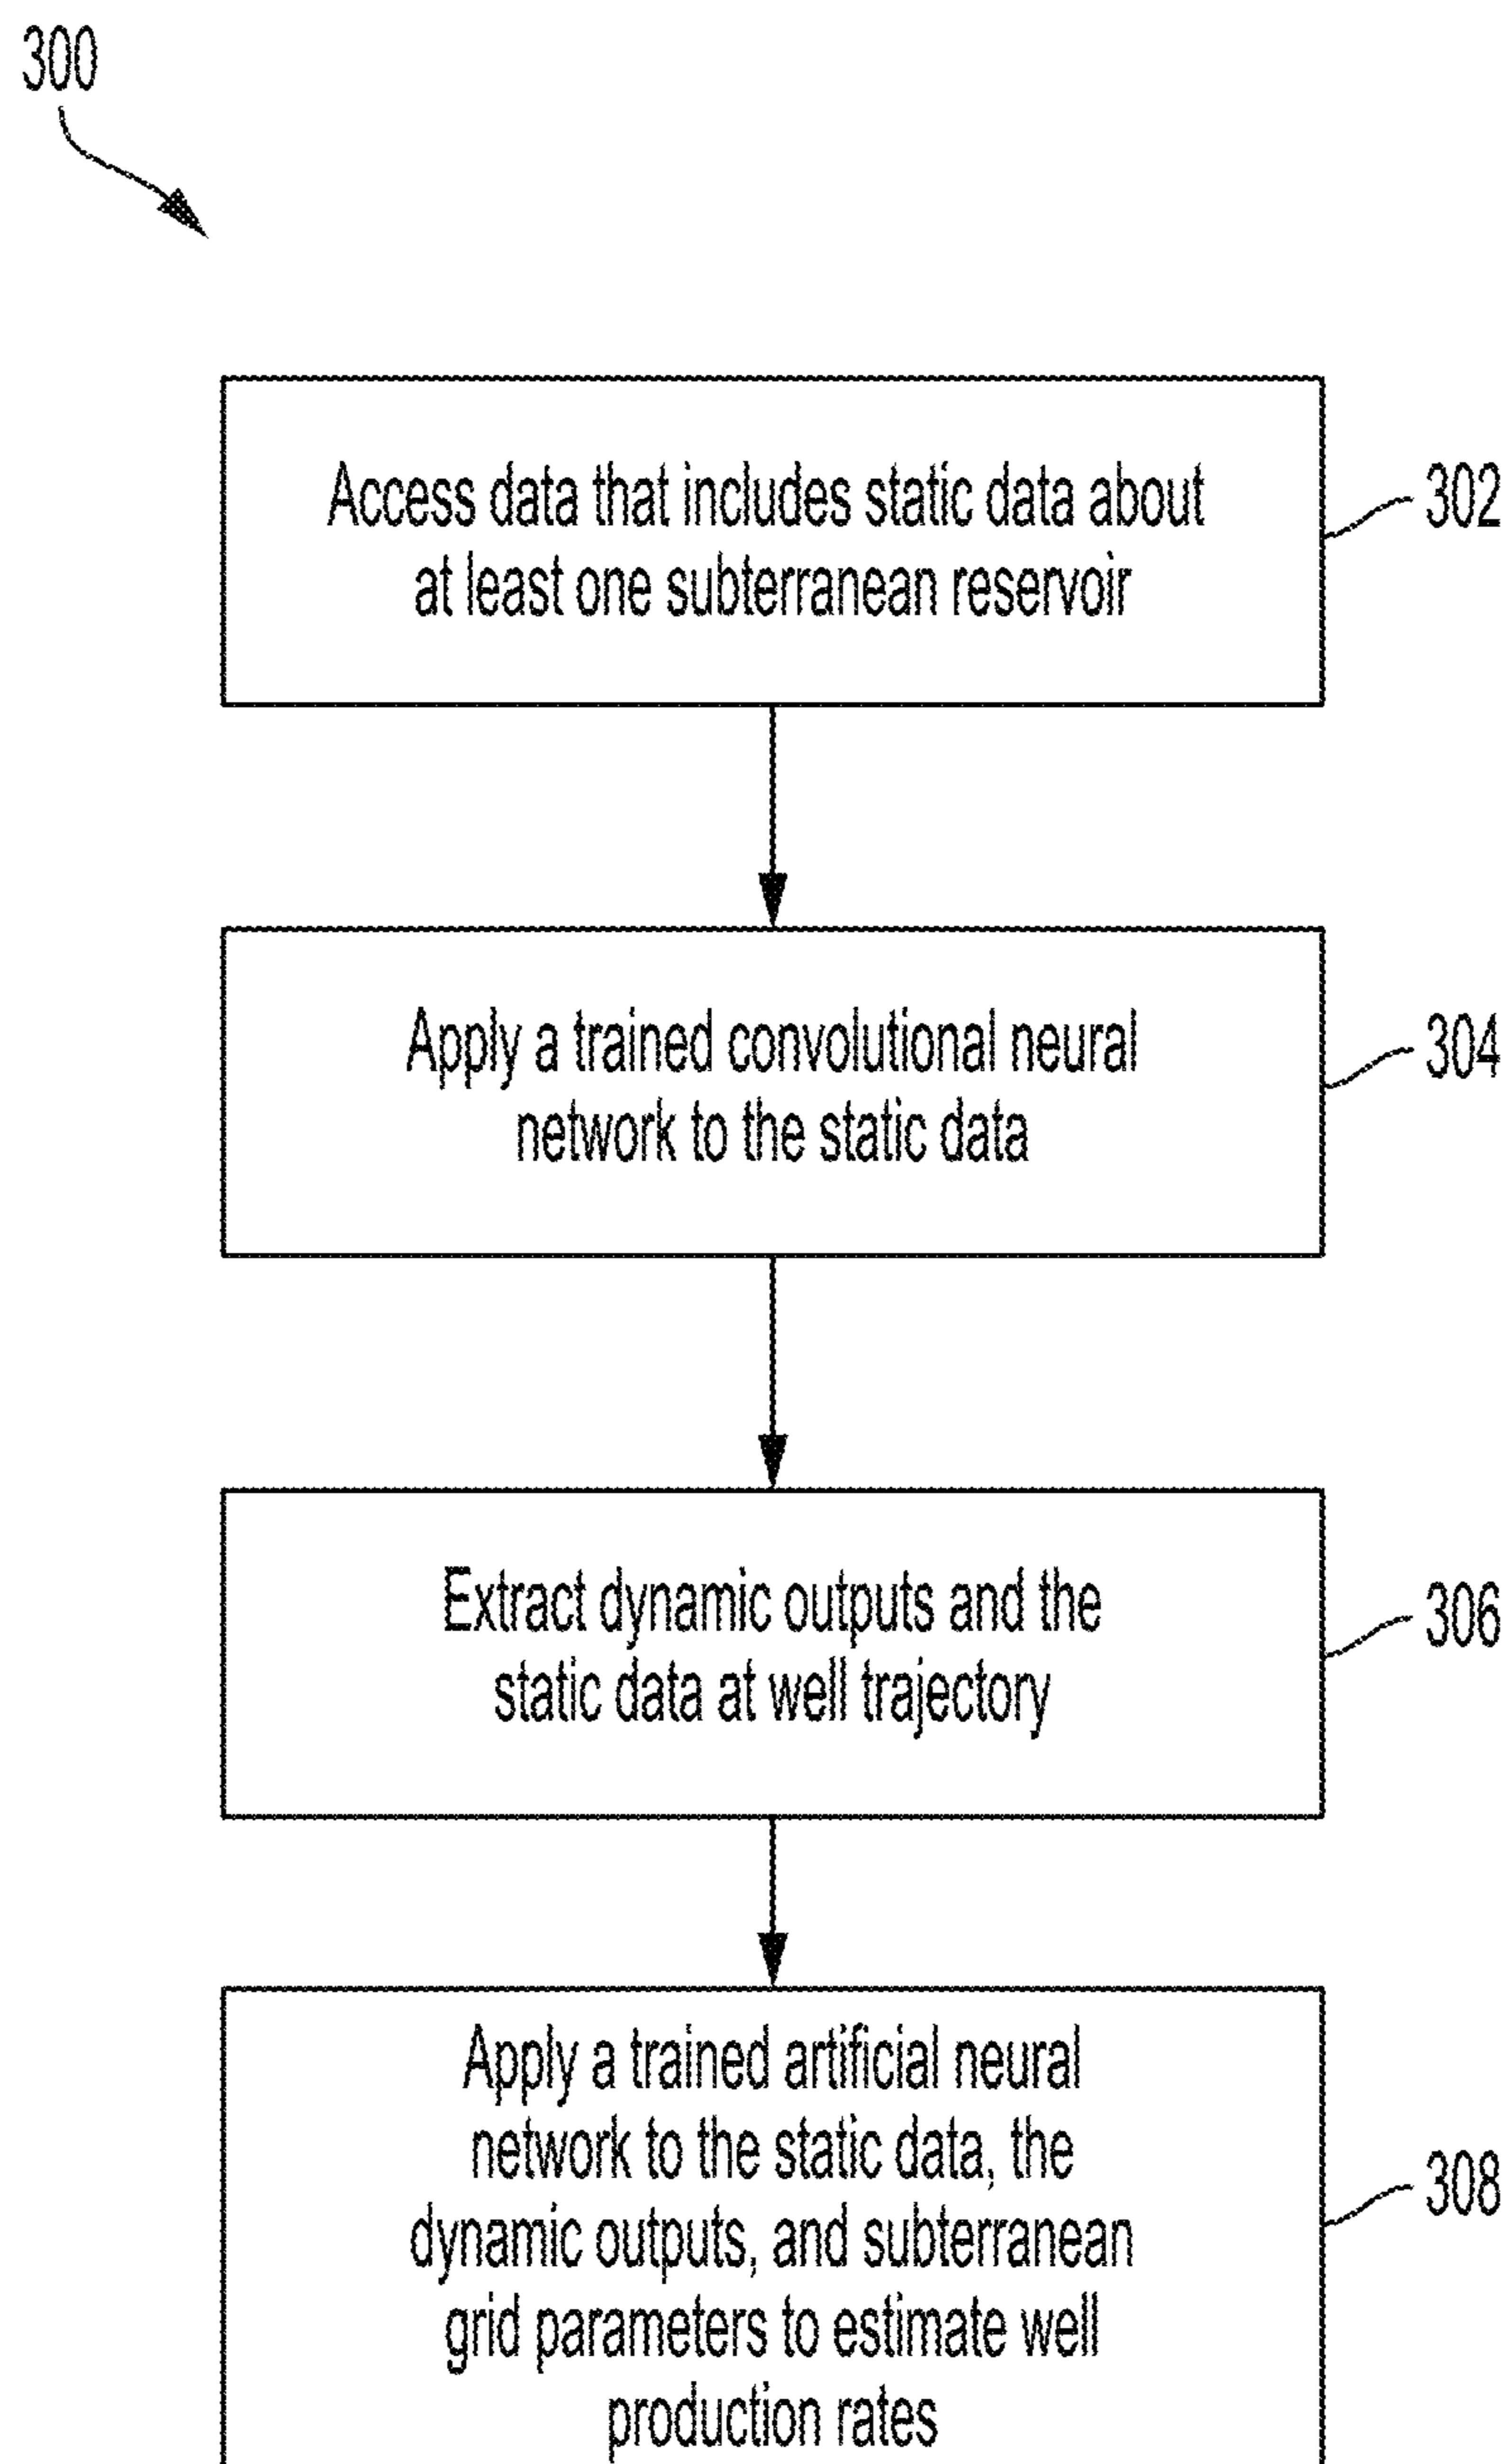 300
Access data that includes static data about
at least one subterranean reservoir
302
Apply a trained convolutional neural
network to the static data
304
Extract dynamic outputs and the
static data at well trajectory
306
Apply a trained artificial neural
network to the static data, the
dynamic outputs, and subterranean
grid parameters to estimate well
production rates
308